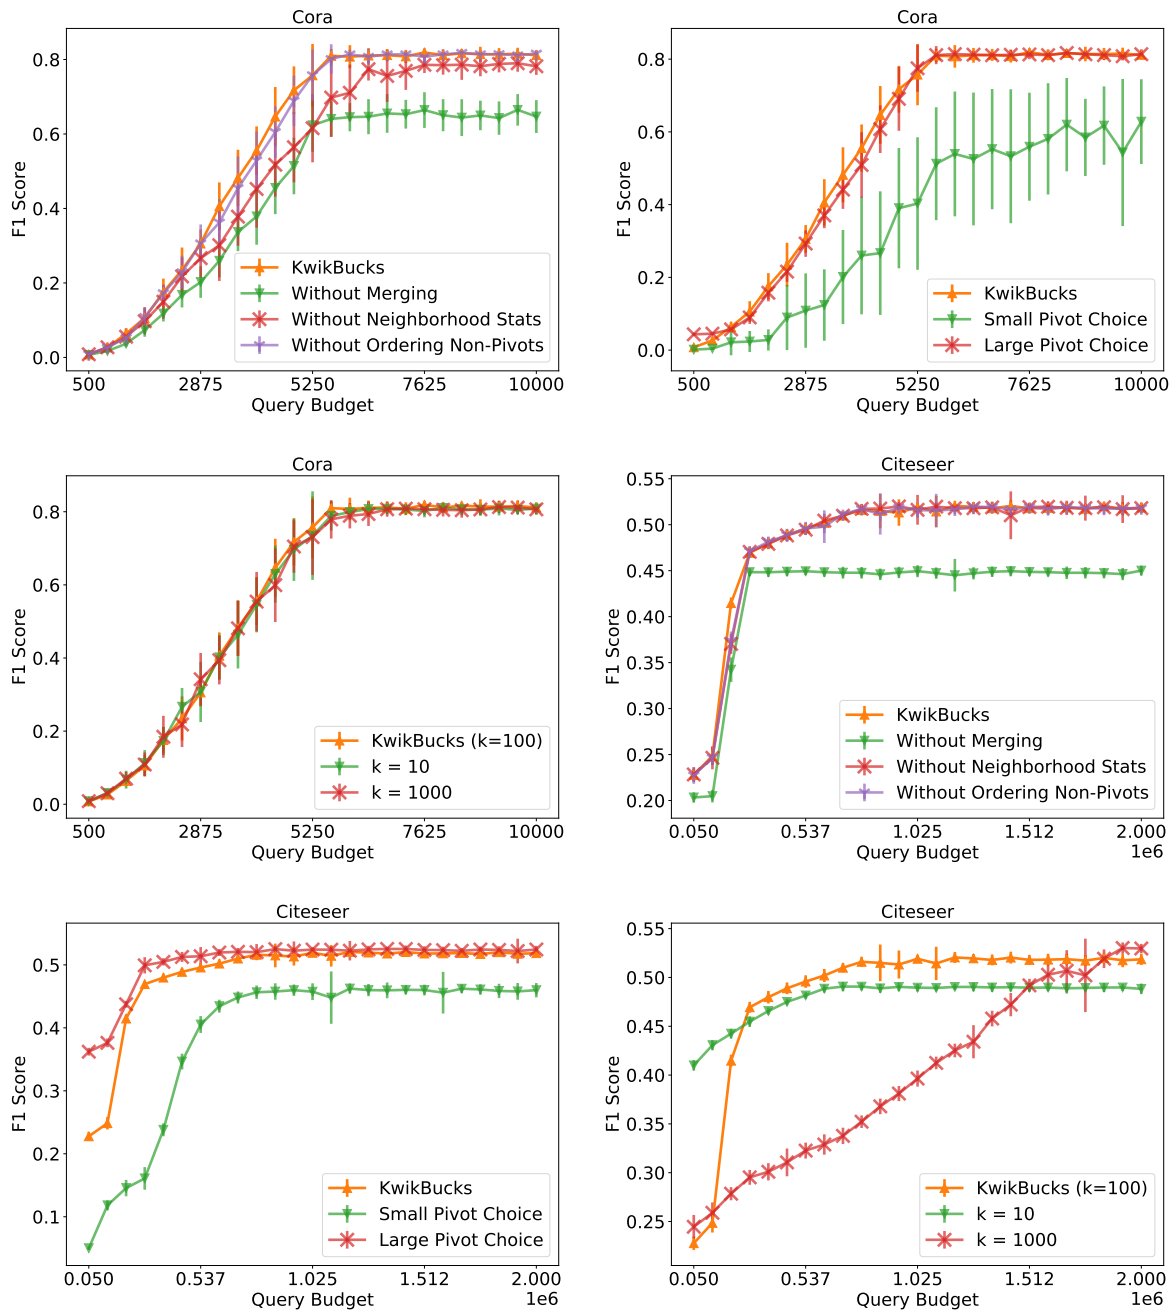 Cora
F1 Score
0.8
0.6
0.4
0.2
0.0
KwikBucks
Without Merging
Without Neighborhood Stats
Without Ordering Non-Pivots
500 2875 5250 7625 10000
Query Budget
Cora
F1 Score
0.8
0.6
0.4
0.2
0.0
KwikBucks
Small Pivot Choice
Large Pivot Choice
500 2875 5250 7625 10000
Query Budget
Cora
F1 Score
0.8
0.6
0.4
0.2
0.0
KwikBucks (k=100)
k = 10
k = 1000
500 2875 5250 7625 10000
Query Budget
Citeseer
F1 Score
0.55
0.50
0.45
0.40
0.35
0.30
0.25
0.20
KwikBucks
Without Merging
Without Neighborhood Stats
Without Ordering Non-Pivots
0.050 0.537 1.025 1.512 2.000
Query Budget 1e6
Citeseer
F1 Score
0.5
0.4
0.3
0.2
0.1
KwikBucks
Small Pivot Choice
Large Pivot Choice
0.050 0.537 1.025 1.512 2.000
Query Budget 1e6
Citeseer
F1 Score
0.55
0.50
0.45
0.40
0.35
0.30
0.25
KwikBucks (k=100)
k = 10
k = 1000
0.050 0.537 1.025 1.512 2.000
Query Budget 1e6